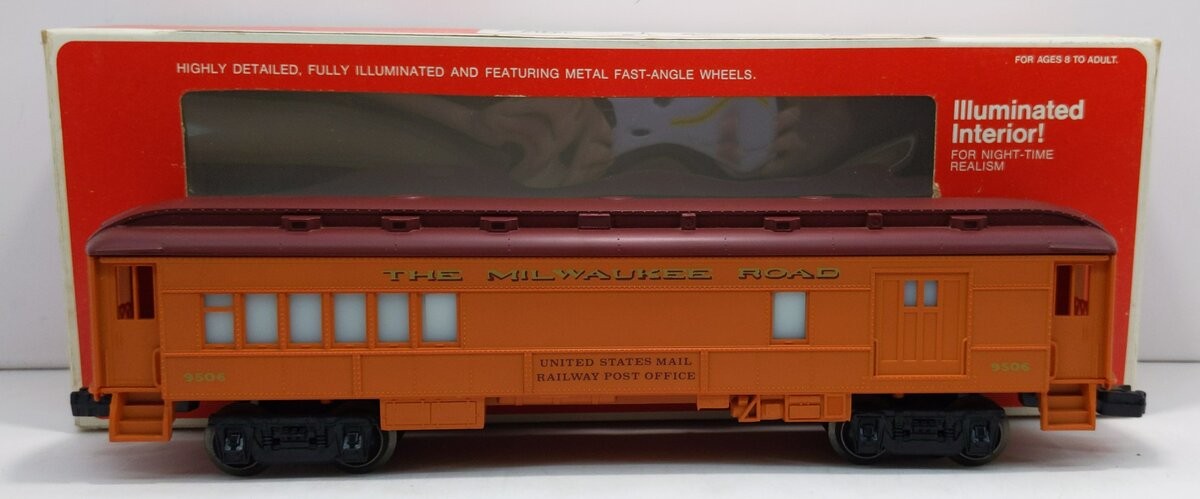 FOR AGES 8 TO ADULT.
HIGHLY DETAILED, FULLY ILLUMINATED AND FEATURING METAL FAST-ANGLE WHEELS.
Illuminated
Interior!
FOR NIGHT-TIME
REALISM
THE MILWAUKEE ROAD
UNITED STATES MAIL
RAILWAY POST OFFICE
9506
9506